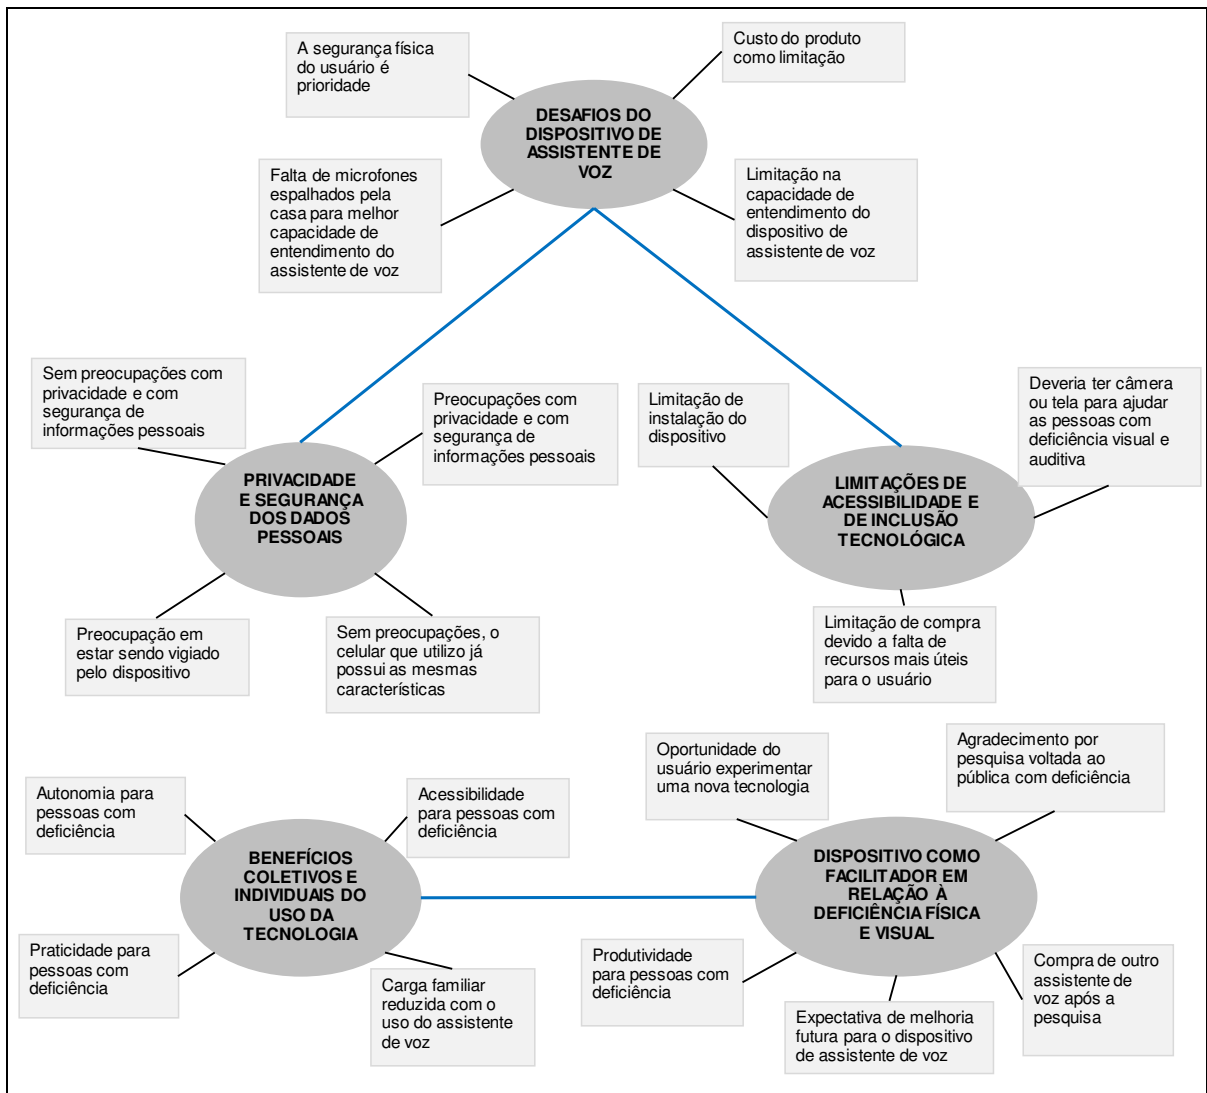 A segurança física
do usuário é
prioridade
Custo do produto
como limitação
DESAFIOS DO
DISPOSITIVO DE
ASSISTENTE DE
VOZ
Falta de microfones
espalhados pela
casa para melhor
capacidade de
entendimento do
assistente de voz
Limitação na
capacidade de
entendimento do
dispositivo de
assistente de voz
Sem preocupações com
privacidade e com
segurança de
informações pessoais
Preocupações com
privacidade e com
segurança de
informações pessoais
PRIVACIDADE
E SEGURANÇA
DOS DADOS
PESSOAIS
Preocupação em
estar sendo vigiado
pelo dispositivo
Sem preocupações, o
celular que utilizo já
possui as mesmas
características
Limitação de
instalação do
dispositivo
Deveria ter câmera
ou tela para ajudar
as pessoas com
deficiência visual e
auditiva
LIMITAÇÕES DE
ACESSIBILIDADE E
DE INCLUSÃO
TECNOLÓGICA
Limitação de compra
devido a falta de
recursos mais úteis
para o usuário
Autonomia para
pessoas com
deficiência
Acessibilidade
para pessoas com
deficiência
BENEFÍCIOS
COLETIVOS E
INDIVIDUAIS DO
USO DA
TECNOLOGIA
Praticidade para
pessoas com
deficiência
Carga familiar
reduzida com o
uso do assistente
de voz
Oportunidade do
usuário experimentar
uma nova tecnologia
Agradecimento por
pesquisa voltada ao
pública com deficiência
DISPOSITIVO COMO
FACILITADOR EM
RELAÇÃO À
DEFICIÊNCIA FÍSICA
E VISUAL
Produtividade
para pessoas com
deficiência
Expectativa de melhoria
futura para o dispositivo
de assistente de voz
Compra de outro
assistente de
voz após a
pesquisa